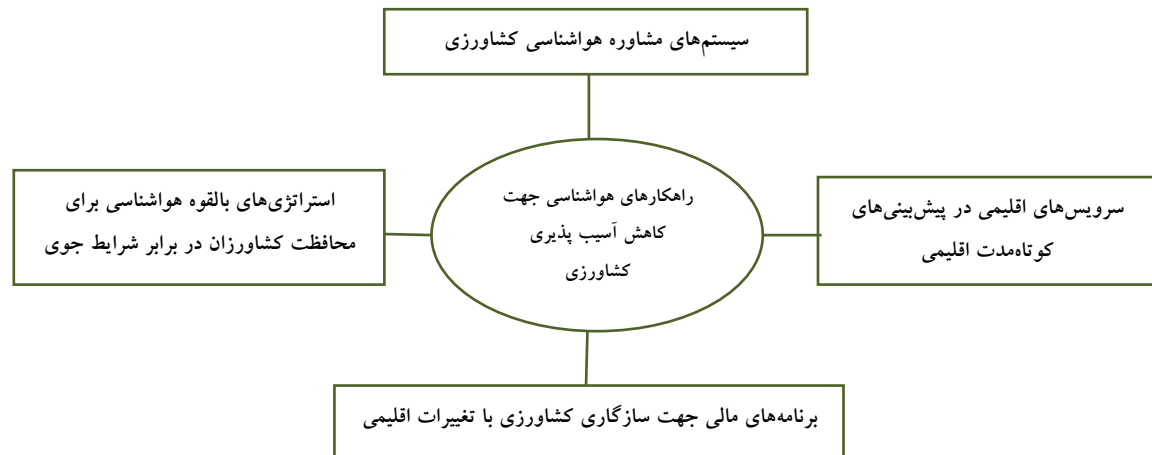 سیستم‌های مشاوره هواشناسی کشاورزی
سرویس‌های اقلیمی در پیش‌بینی‌های
کوتاه‌مدت اقلیمی
راهکارهای هواشناسی جهت
کاهش آسیب پذیری
کشاورزی
استراتژی‌های بالقوه هواشناسی برای
محافظت کشاورزان در برابر شرایط جوی
برنامه‌های مالی جهت سازگاری کشاورزی با تغییرات اقلیمی